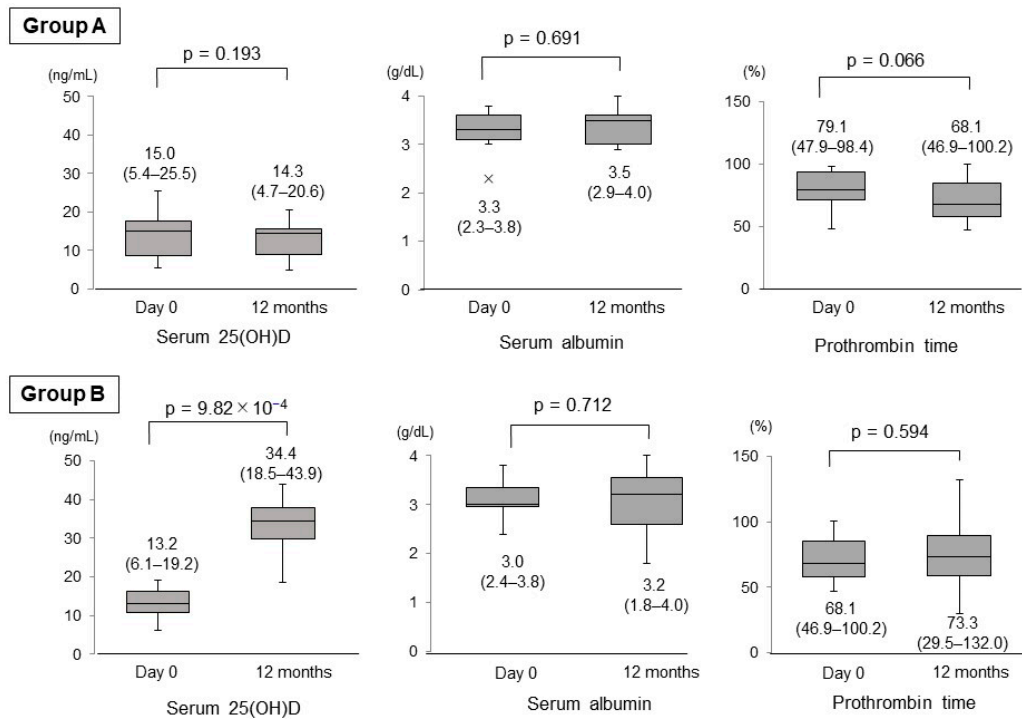 Group A
p = 0.193
(ng/mL)
50
40
30
20
10
0
15.0
(5.4–25.5)
14.3
(4.7–20.6)
Day 0
12 months
Serum 25(OH)D
p = 0.691
(g/dL)
4
3
2
1
0
3.3
(2.3–3.8)
3.5
(2.9–4.0)
Day 0
12 months
Serum albumin
p = 0.066
(%)
150
100
50
0
79.1
(47.9–98.4)
68.1
(46.9–100.2)
Day 0
12 months
Prothrombin time
Group B
p = 9.82 × 10⁻⁴
(ng/mL)
50
40
30
20
10
0
13.2
(6.1–19.2)
34.4
(18.5–43.9)
Day 0
12 months
Serum 25(OH)D
p = 0.712
(g/dL)
4
3
2
1
0
3.0
(2.4–3.8)
3.2
(1.8–4.0)
Day 0
12 months
Serum albumin
p = 0.594
(%)
150
100
50
0
68.1
(46.9–100.2)
73.3
(29.5–132.0)
Day 0
12 months
Prothrombin time